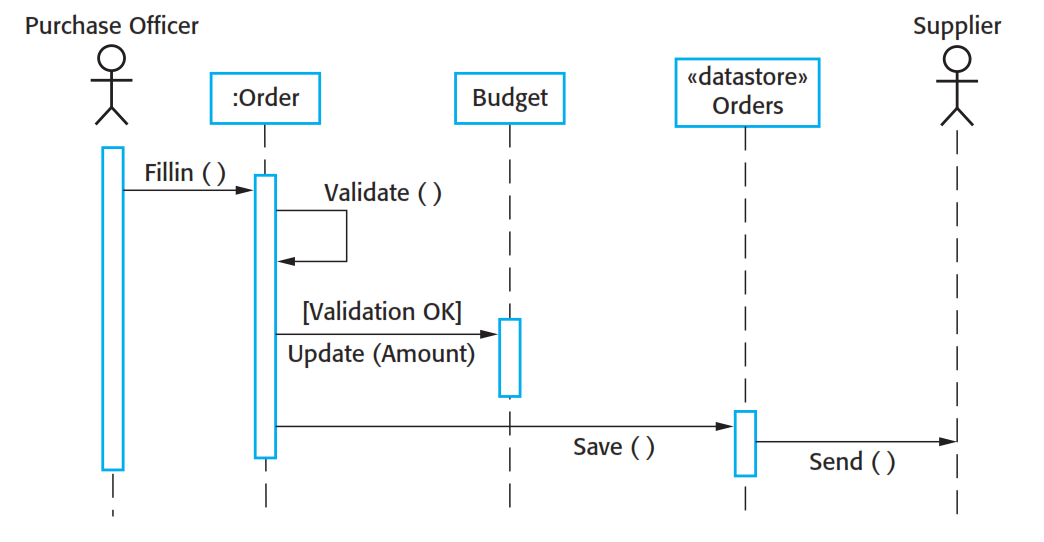 Purchase Officer
Supplier
:Order
Budget
«datastore»
Orders
Fillin ( )
Validate ( )
[Validation OK]
Update (Amount)
Save ( )
Send ( )